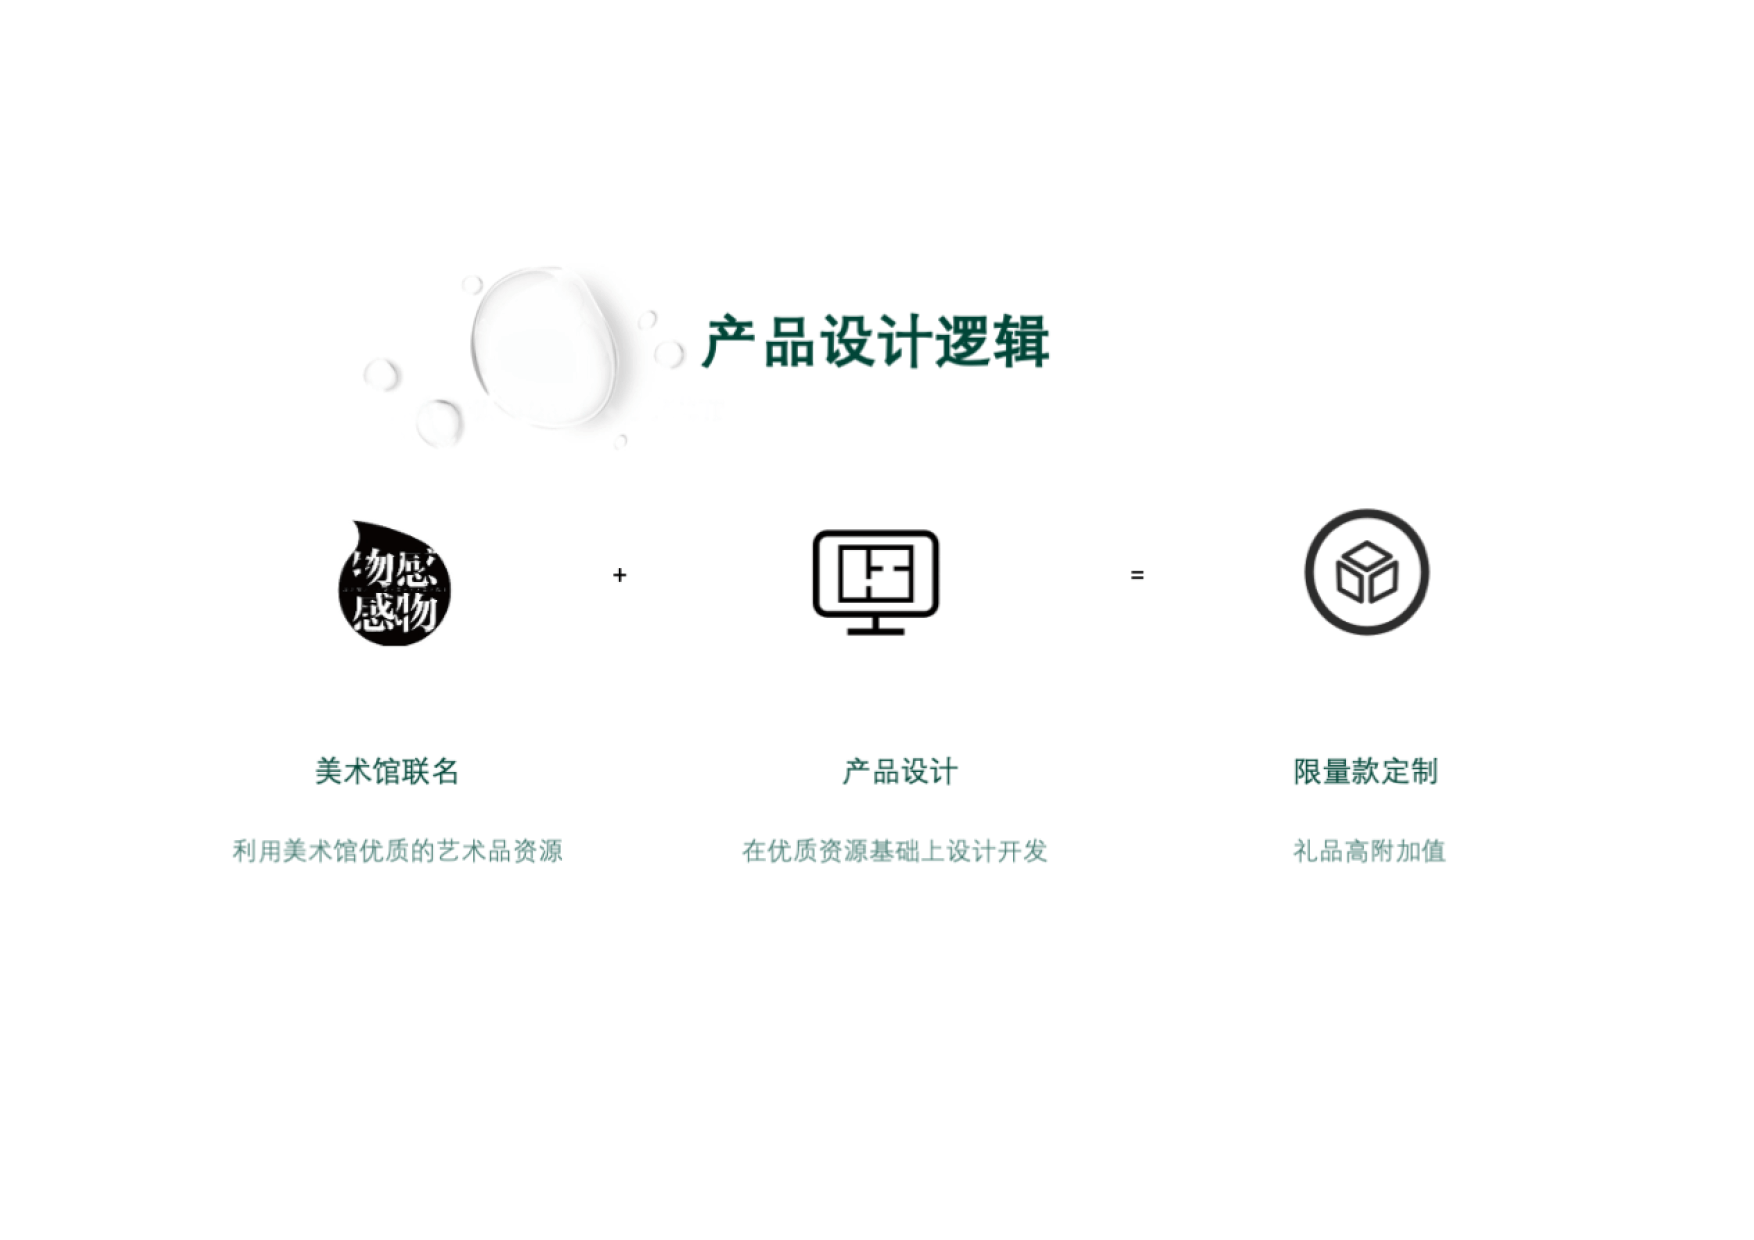 产品设计逻辑
物感
感物
+
=
美术馆联名
产品设计
限量款定制
利用美术馆优质的艺术品资源
在优质资源基础上设计开发
礼品高附加值